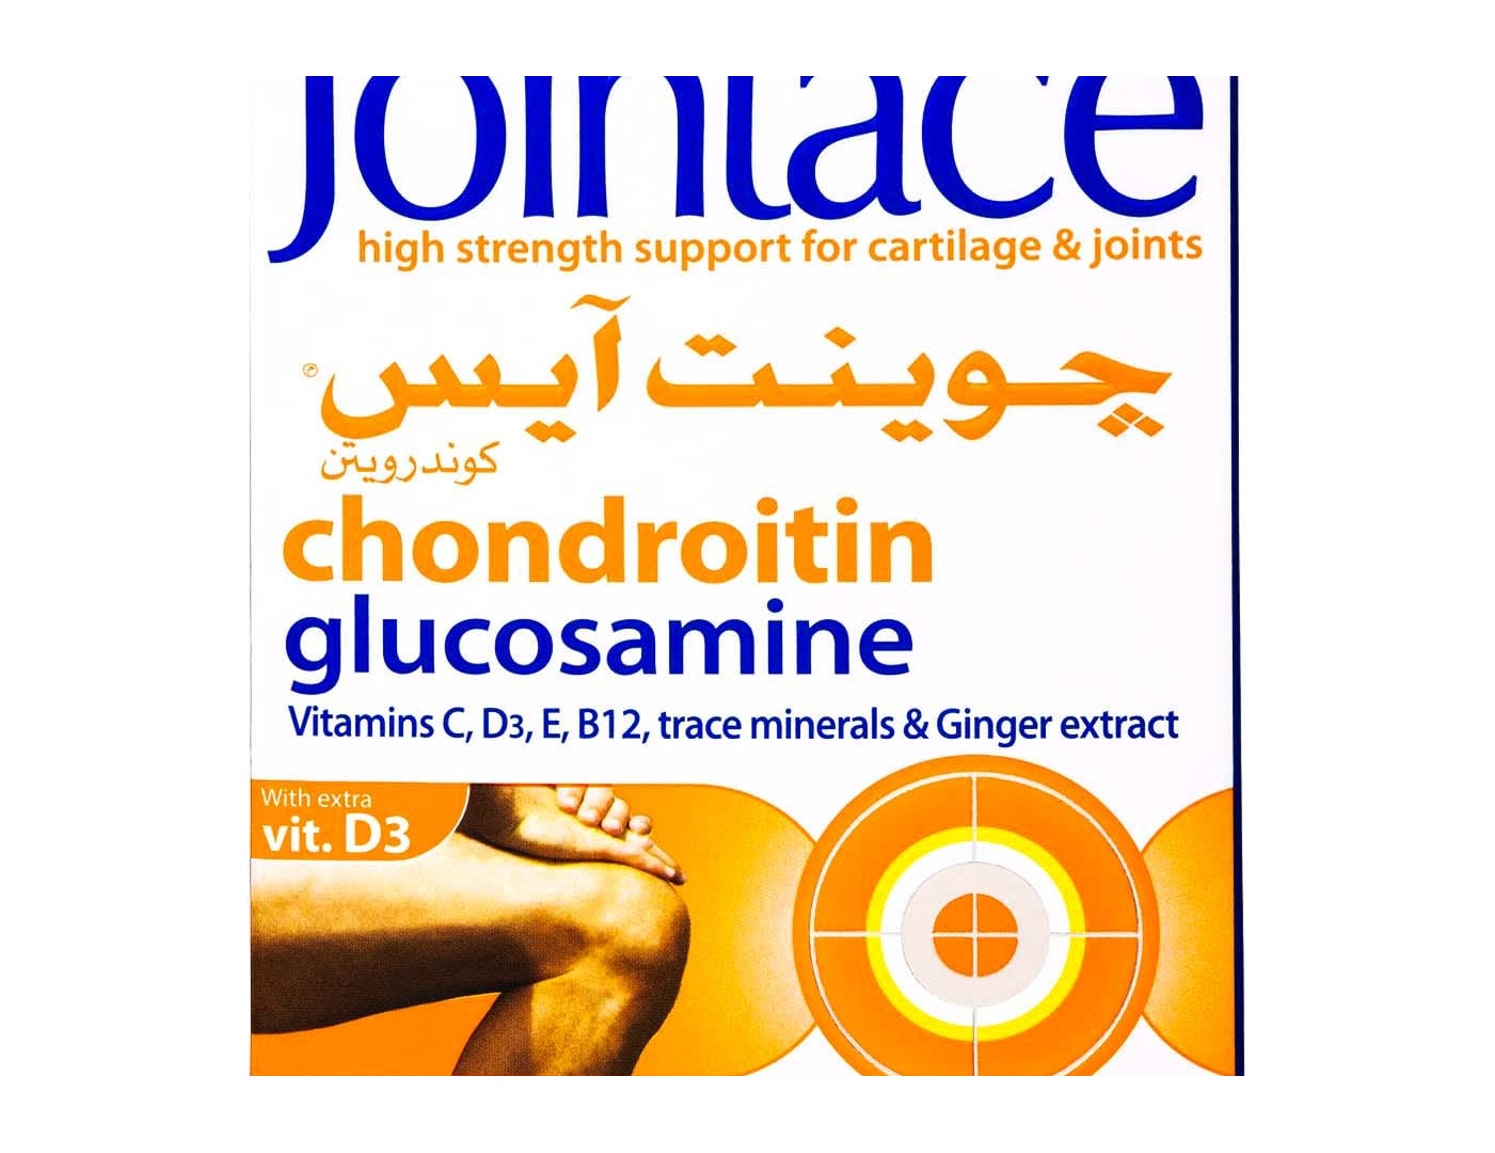 Jointace
high strength support for cartilage & joints
چوينت آيس
كوندرويتن
chondroitin
glucosamine
Vitamins C, D3, E, B12, trace minerals & Ginger extract
With extra
vit. D3